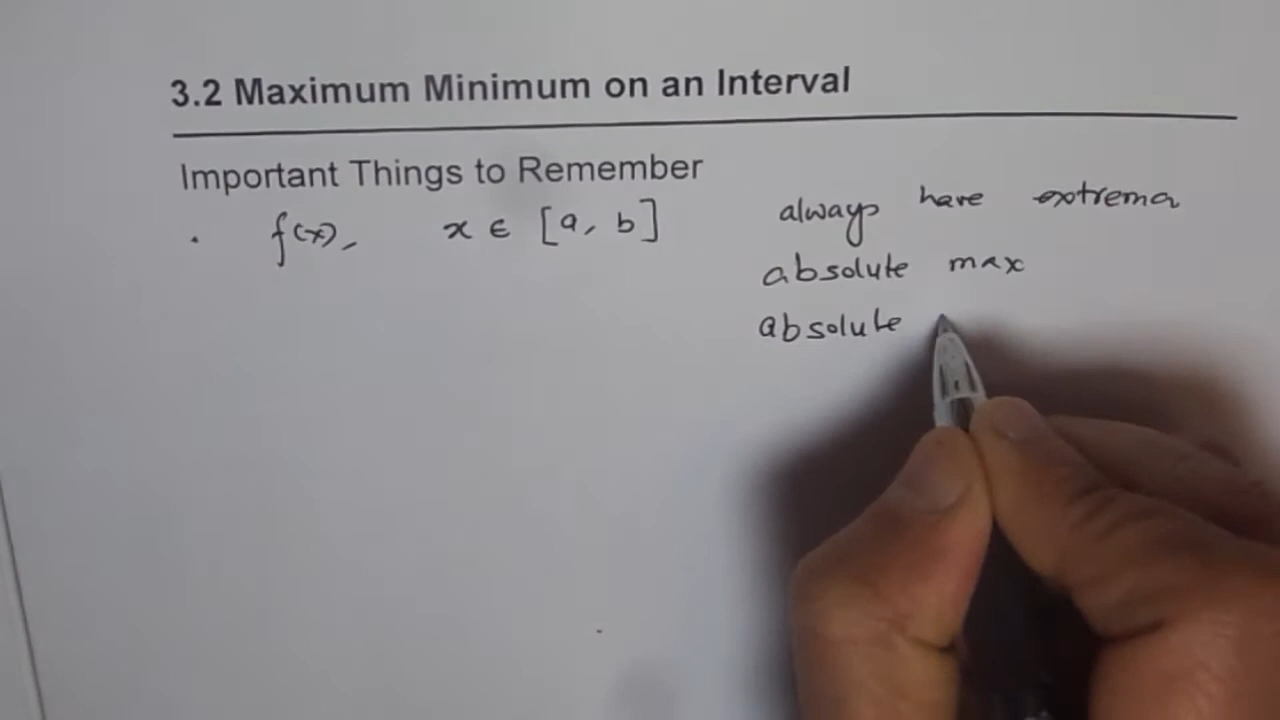 3.2 Maximum Minimum on an Interval
Important Things to Remember
· f(x), x ∈ [a, b] always have extrema
absolute max
absolute